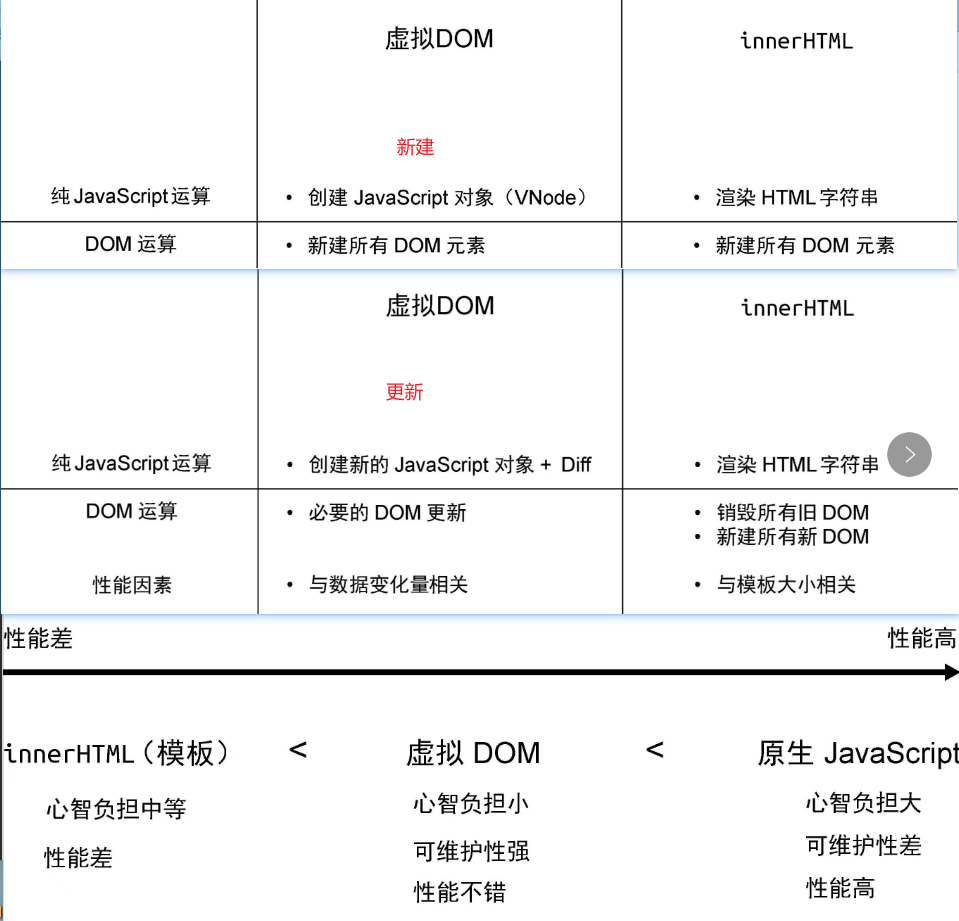 虚拟DOM innerHTML
新建
纯 JavaScript 运算 • 创建 JavaScript 对象（VNode） • 渲染 HTML 字符串
DOM 运算 • 新建所有 DOM 元素 • 新建所有 DOM 元素
虚拟DOM innerHTML
更新
纯 JavaScript 运算 • 创建新的 JavaScript 对象 + Diff • 渲染 HTML 字符串
DOM 运算 • 必要的 DOM 更新 • 销毁所有旧 DOM
• 新建所有新 DOM
性能因素 • 与数据变化量相关 • 与模板大小相关
性能差 性能高
innerHTML（模板） < 虚拟 DOM < 原生 JavaScript
心智负担中等 心智负担小 心智负担大
性能差 可维护性强 可维护性差
性能不错 性能高